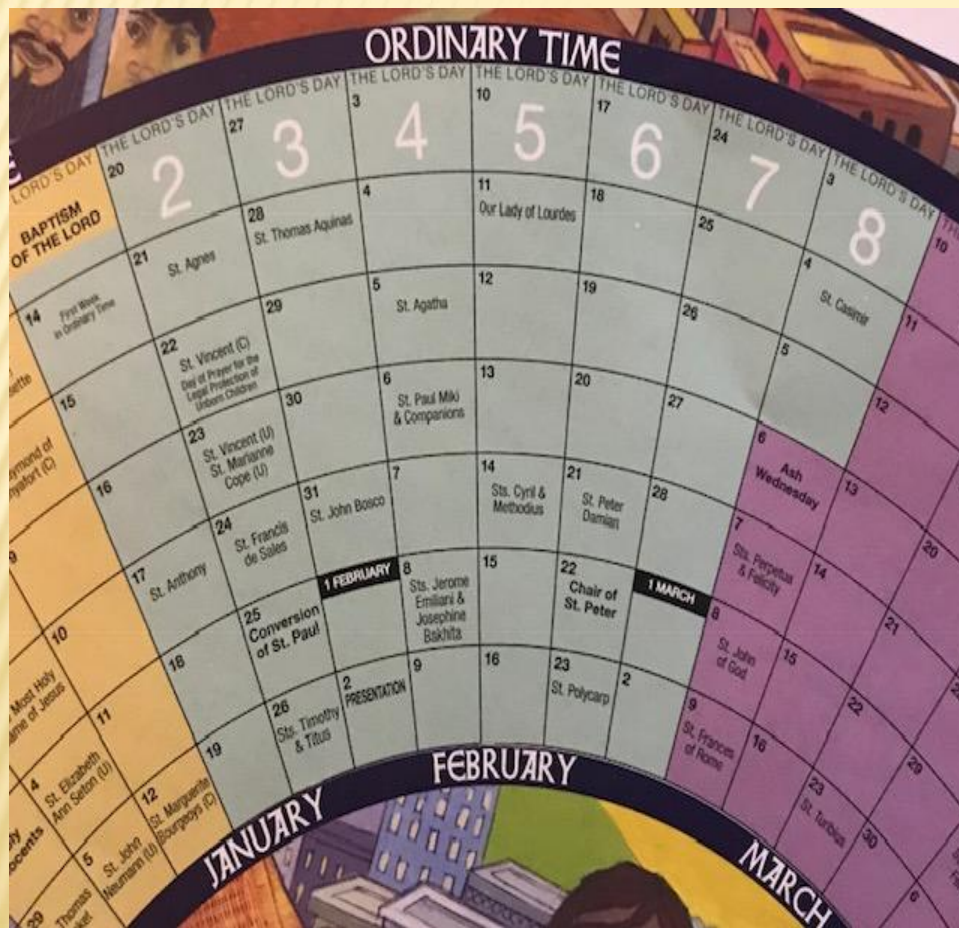 ORDINARY TIME
LORD'S DAY
BAPTISM
OF THE LORD
14
First Week
in Ordinary Time
15
16
17
St. Anthony
18
19
THE LORD'S DAY
20
2
21
St. Agnes
22
St. Vincent (C)
Day of Prayer for the
Legal Protection of
Unborn Children
23
St. Vincent (U)
St. Marianne
Cope (U)
24
St. Francis
de Sales
25
Conversion
of St. Paul
26
Sts. Timothy
& Titus
THE LORD'S DAY
27
3
28
St. Thomas Aquinas
29
30
31
St. John Bosco
1 FEBRUARY
2
PRESENTATION
THE LORD'S DAY
3
4
4
5
St. Agatha
6
St. Paul Miki
& Companions
7
8
Sts. Jerome
Emiliani &
Josephine
Bakhita
9
THE LORD'S DAY
10
5
11
Our Lady of Lourdes
12
13
14
Sts. Cyril &
Methodius
15
16
THE LORD'S DAY
17
6
18
19
20
21
St. Peter
Damian
22
Chair of
St. Peter
23
St. Polycarp
THE LORD'S DAY
24
7
25
26
27
28
1 MARCH
2
THE LORD'S DAY
3
8
4
St. Casimir
5
6
Ash
Wednesday
7
Sts. Perpetua
& Felicity
8
St. John
of God
9
St. Frances
of Rome
10
11
12
13
14
15
16
20
21
22
23
St. Turibius
29
30
6
9
10
11
12
St. Marguerite
Bourgeoys (C)
Most Holy
Name of Jesus
4
St. Elizabeth
Ann Seton (U)
5
St. John
Neumann (U)
29
Thomas
JANUARY
FEBRUARY
MARCH